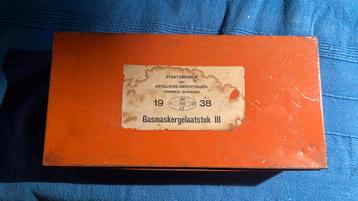 STAATSBEDRIJF
DER
ARTILLERIE-INRICHTINGEN
19 38
Gasmaskergelaatstuk III